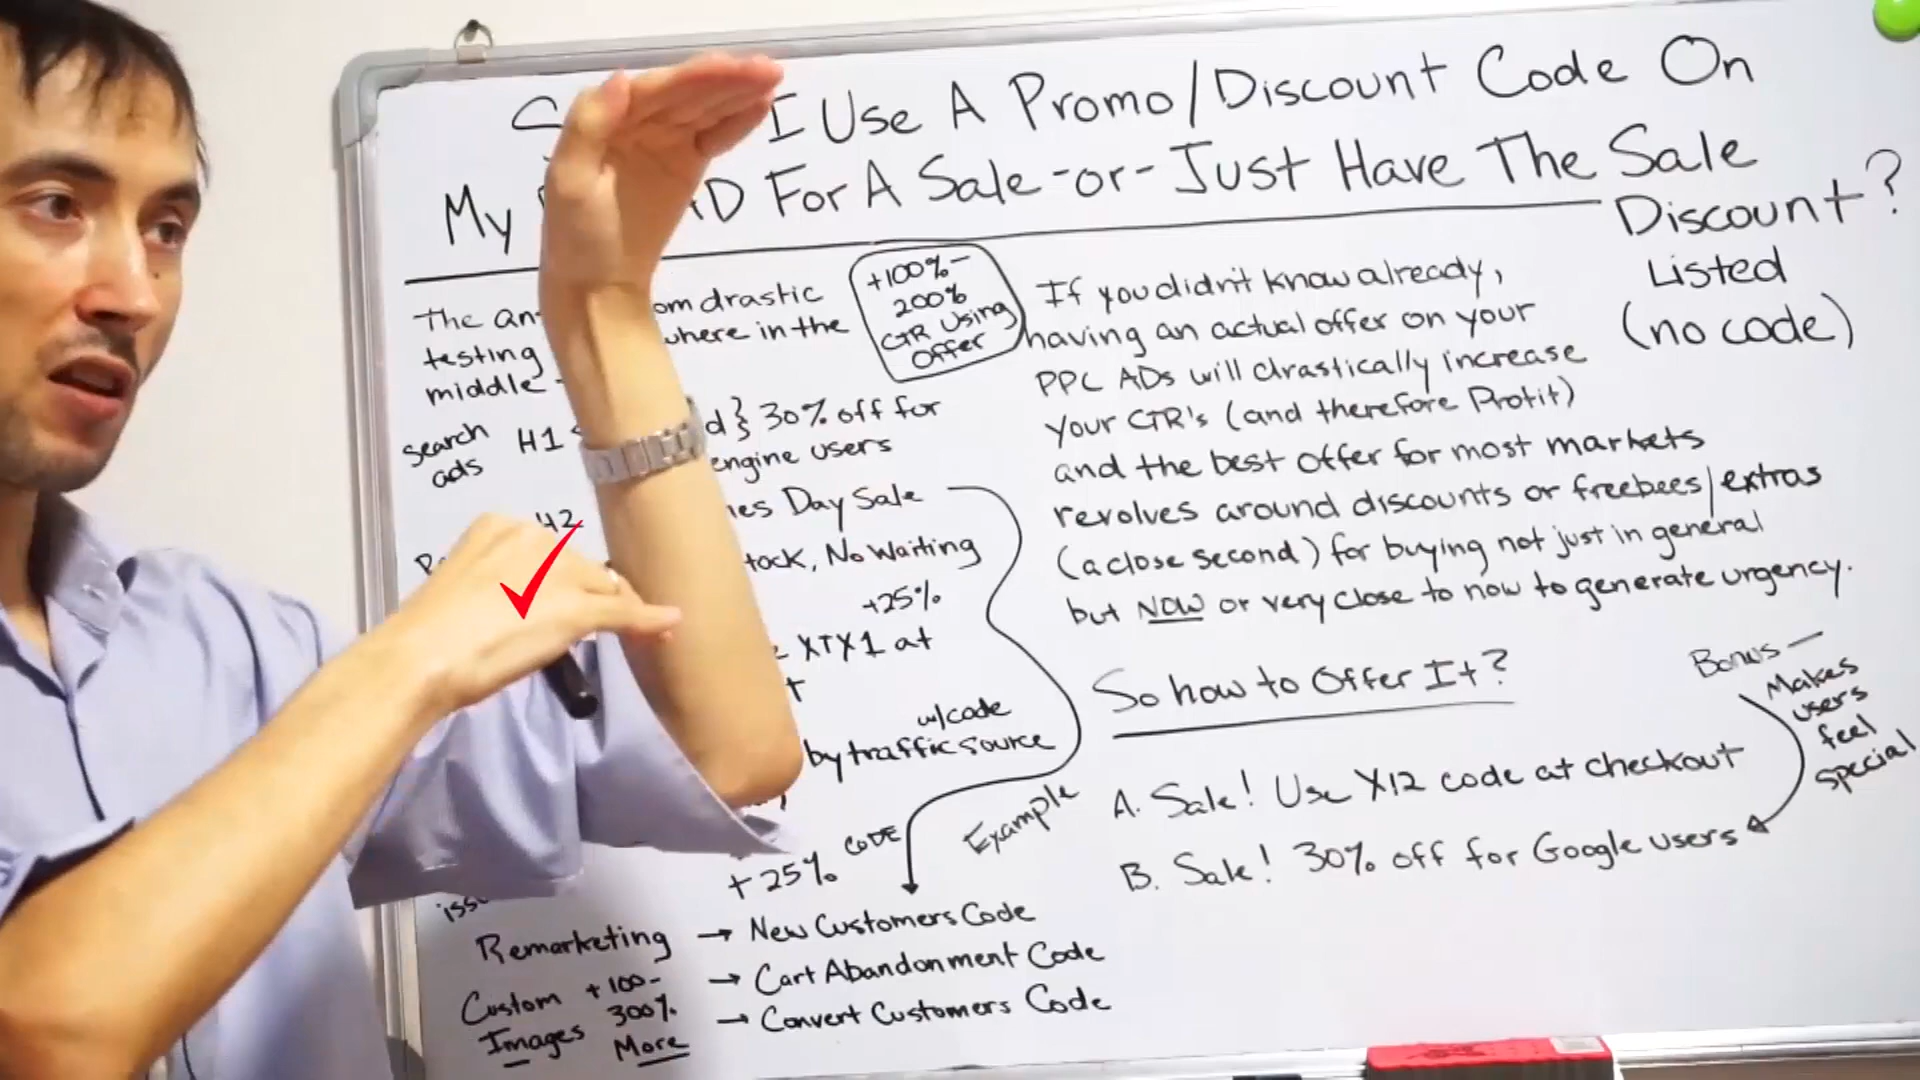 I Use A Promo/Discount Code On
My AD For A Sale -or- Just Have The Sale
Discount?
Listed
(no code)
The drastic
testing where in the
middle
+100%-
200%
CTR Using
Offer
search
ads
H1 } 30% off for
engine users
H2 Day Sale
No Waiting
+25%
XTX1 at
w/code
by traffic source
CODE
+25%
Example
Remarketing → New Customers Code
→ Cart Abandonment Code
→ Convert Customers Code
Custom +100-
Images 300%
More
If you didn't know already,
having an actual offer on your
PPC ADs will drastically increase
your CTR's (and therefore Profit)
and the best offer for most markets
revolves around discounts or freebees/extras
(a close second) for buying not just in general
but NOW or very close to now to generate urgency.
So how to Offer It?
Bonus -
Makes
users
feel
special
A. Sale! Use X12 code at checkout
B. Sale! 30% off for Google users